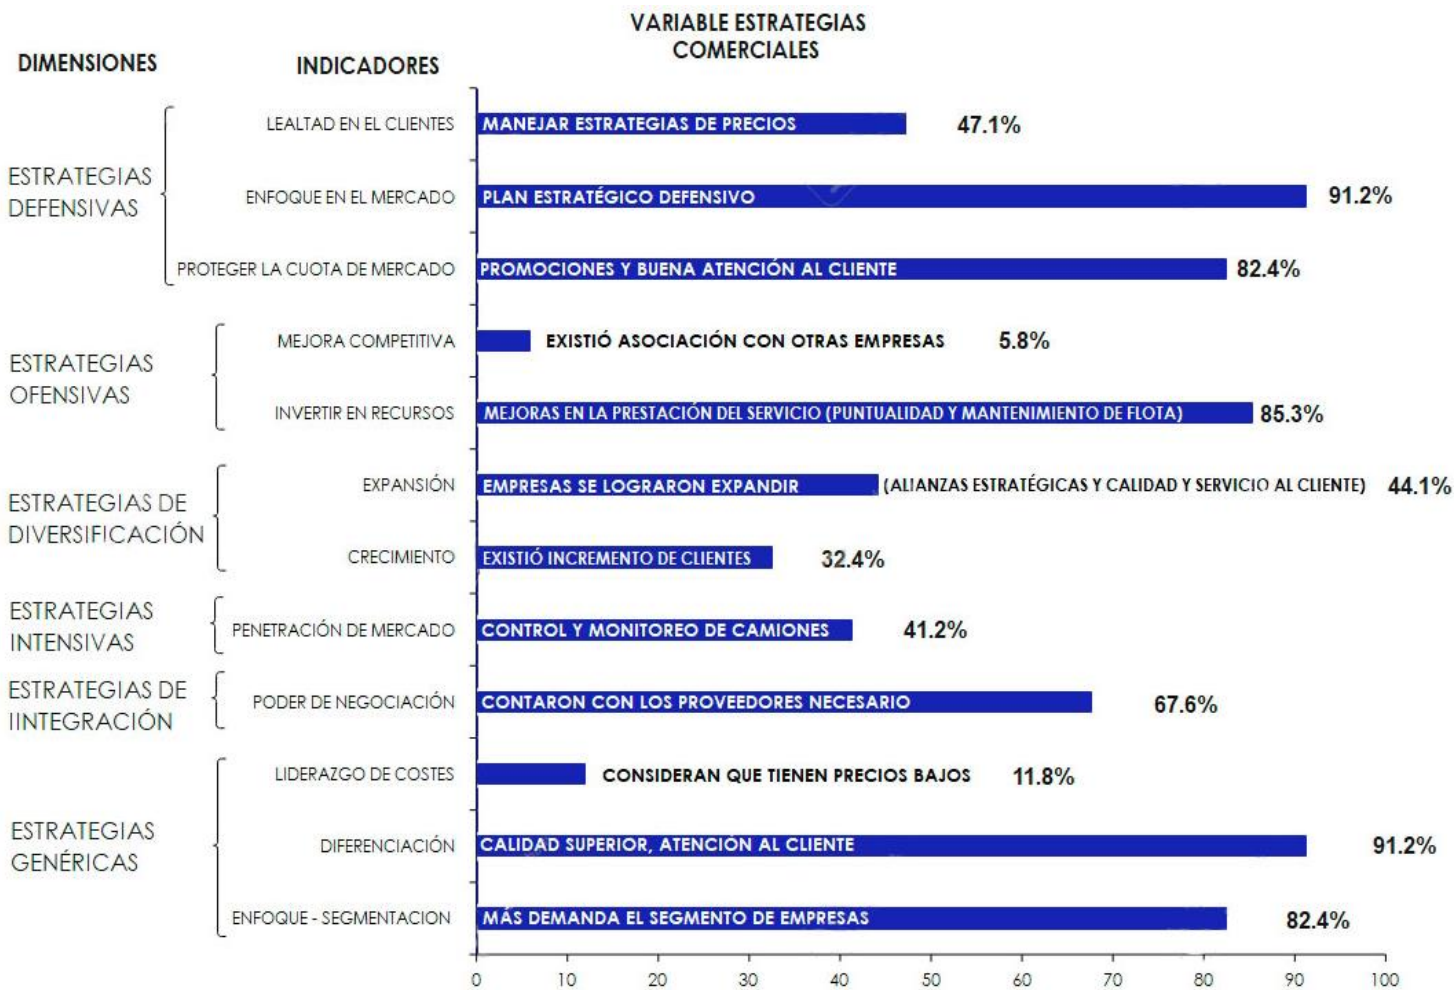 VARIABLE ESTRATEGIAS
COMERCIALES
DIMENSIONES
INDICADORES
ESTRATEGIAS
DEFENSIVAS
LEALTAD EN EL CLIENTES
MANEJAR ESTRATEGIAS DE PRECIOS
47.1%
ENFOQUE EN EL MERCADO
PLAN ESTRATÉGICO DEFENSIVO
91.2%
PROTEGER LA CUOTA DE MERCADO
PROMOCIONES Y BUENA ATENCIÓN AL CLIENTE
82.4%
ESTRATEGIAS
OFENSIVAS
MEJORA COMPETITIVA
EXISTIÓ ASOCIACIÓN CON OTRAS EMPRESAS
5.8%
INVERTIR EN RECURSOS
MEJORAS EN LA PRESTACIÓN DEL SERVICIO (PUNTUALIDAD Y MANTENIMIENTO DE FLOTA)
85.3%
ESTRATEGIAS DE
DIVERSIFICACIÓN
EXPANSIÓN
EMPRESAS SE LOGRARON EXPANDIR
(ALIANZAS ESTRATÉGICAS Y CALIDAD Y SERVICIO AL CLIENTE)
44.1%
CRECIMIENTO
EXISTIÓ INCREMENTO DE CLIENTES
32.4%
ESTRATEGIAS
INTENSIVAS
PENETRACIÓN DE MERCADO
CONTROL Y MONITOREO DE CAMIONES
41.2%
ESTRATEGIAS DE
IINTEGRACIÓN
PODER DE NEGOCIACIÓN
CONTARON CON LOS PROVEEDORES NECESARIO
67.6%
ESTRATEGIAS
GENÉRICAS
LIDERAZGO DE COSTES
CONSIDERAN QUE TIENEN PRECIOS BAJOS
11.8%
DIFERENCIACIÓN
CALIDAD SUPERIOR, ATENCIÓN AL CLIENTE
91.2%
ENFOQUE - SEGMENTACION
MÁS DEMANDA EL SEGMENTO DE EMPRESAS
82.4%
0 10 20 30 40 50 60 70 80 90 100